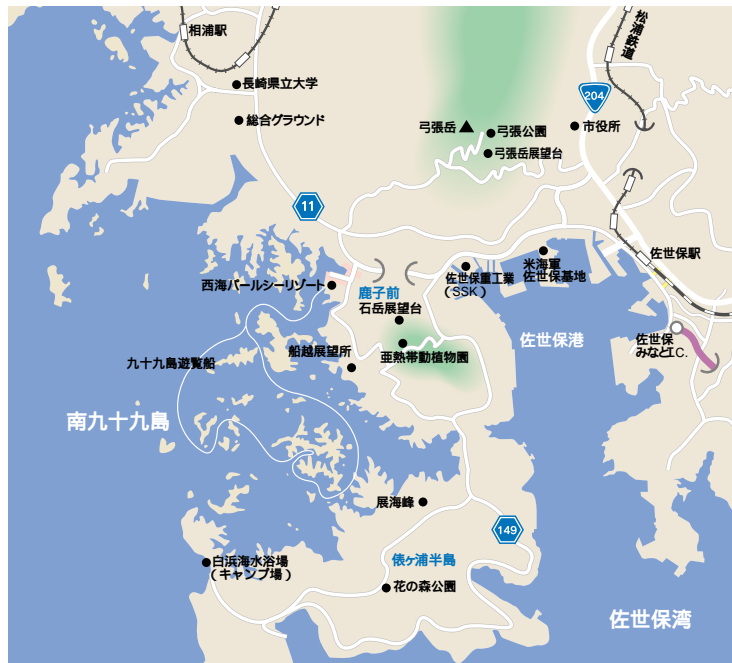 相浦駅
松浦鉄道
長崎県立大学
204
総合グラウンド
弓張岳
弓張公園
市役所
弓張岳展望台
11
佐世保駅
米海軍
佐世保基地
佐世保重工業
(SSK)
西海パールシーリゾート
鹿子前
石岳展望台
佐世保港
佐世保
みなとI.C.
船越展望所
亜熱帯動植物園
九十九島遊覧船
南九十九島
展海峰
149
白浜海水浴場
(キャンプ場)
俵ヶ浦半島
花の森公園
佐世保湾